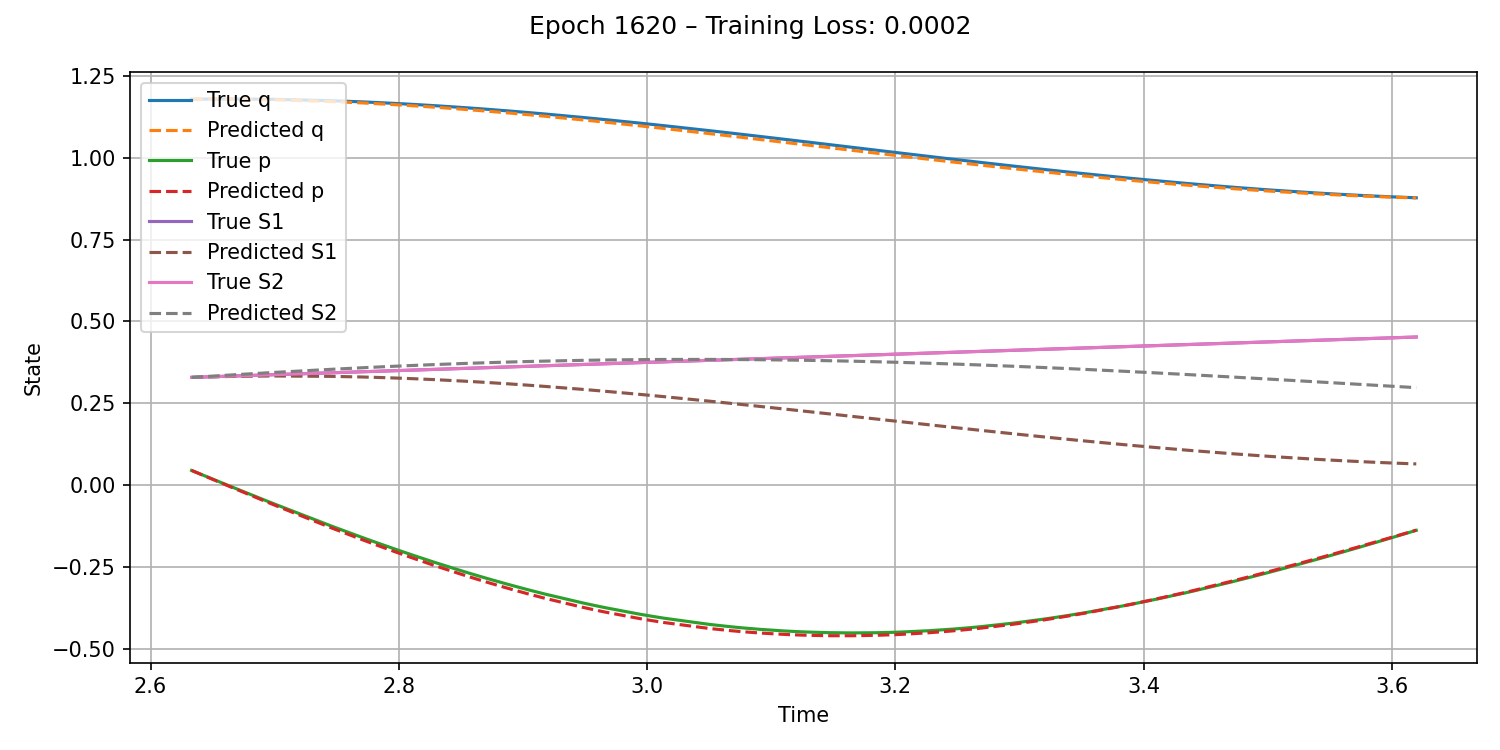 Epoch 1620 – Training Loss: 0.0002
1.25
1.00
0.75
0.50
0.25
0.00
−0.25
−0.50
State
True q
Predicted q
True p
Predicted p
True S1
Predicted S1
True S2
Predicted S2
2.6
2.8
3.0
3.2
3.4
3.6
Time